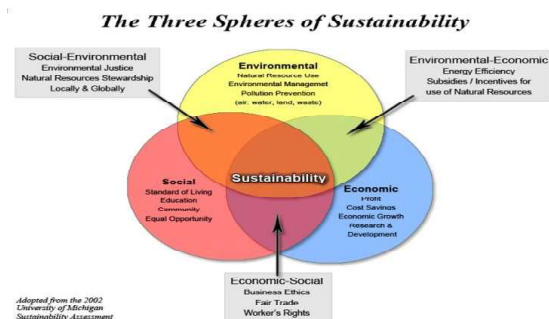 The Three Spheres of Sustainability
Social-Environmental
Environmental Justice
Natural Resources Stewardship
Locally & Globally
Environmental
Natural Resource Use
Environmental Managemet
Pollution Prevention
(air, water, land, waste)
Environmental-Economic
Energy Efficiency
Subsidies / Incentives for
use of Natural Resources
Social
Standard of Living
Education
Community
Equal Opportunity
Sustainability
Economic
Profit
Cost Savings
Economic Growth
Research &
Development
Economic-Social
Business Ethics
Fair Trade
Worker's Rights
Adopted from the 2002
University of Michigan
Sustainability Assessment